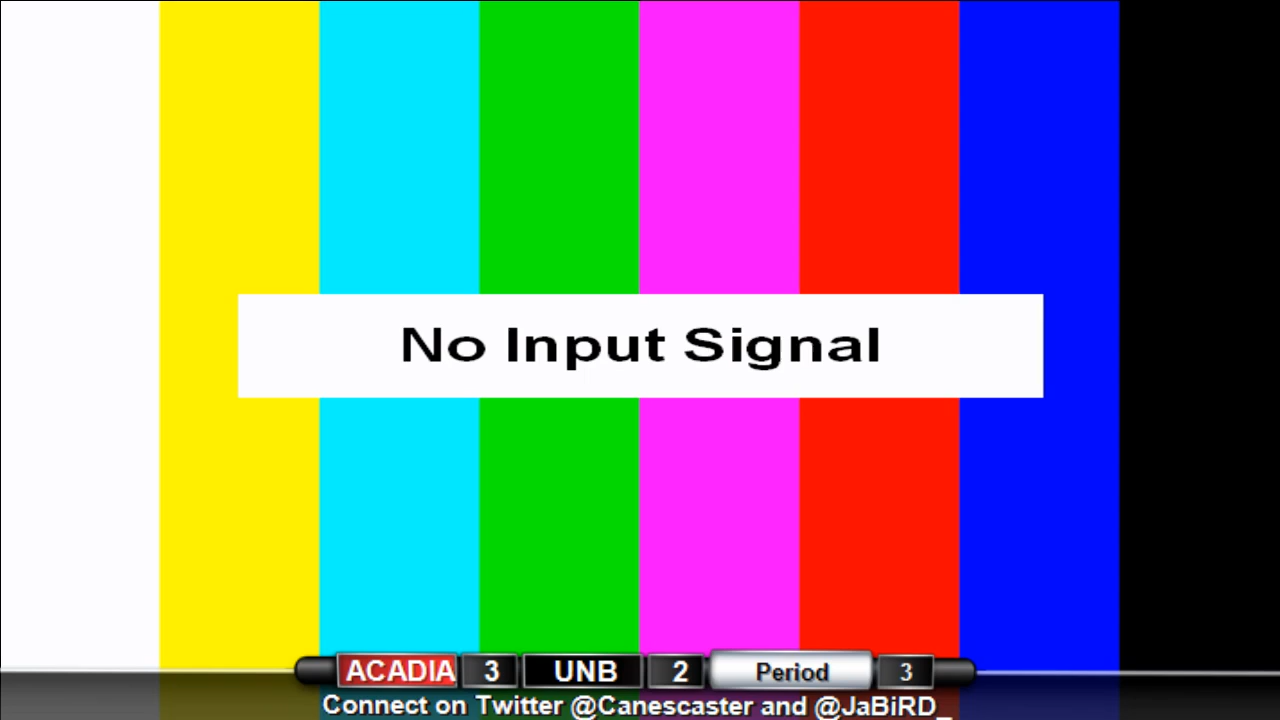 No Input Signal
ACADIA 3 UNB 2 Period 3
Connect on Twitter @Canescaster and @JaBiRD_